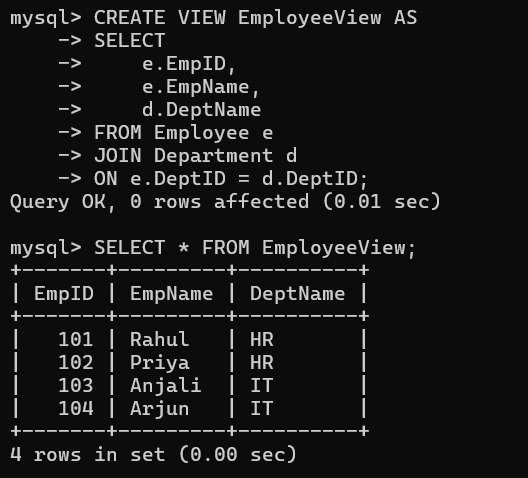 mysql> CREATE VIEW EmployeeView AS
    -> SELECT
    ->     e.EmpID,
    ->     e.EmpName,
    ->     d.DeptName
    -> FROM Employee e
    -> JOIN Department d
    -> ON e.DeptID = d.DeptID;
Query OK, 0 rows affected (0.01 sec)

mysql> SELECT * FROM EmployeeView;
+-------+---------+----------+
| EmpID | EmpName | DeptName |
+-------+---------+----------+
|   101 | Rahul   | HR       |
|   102 | Priya   | HR       |
|   103 | Anjali  | IT       |
|   104 | Arjun   | IT       |
+-------+---------+----------+
4 rows in set (0.00 sec)